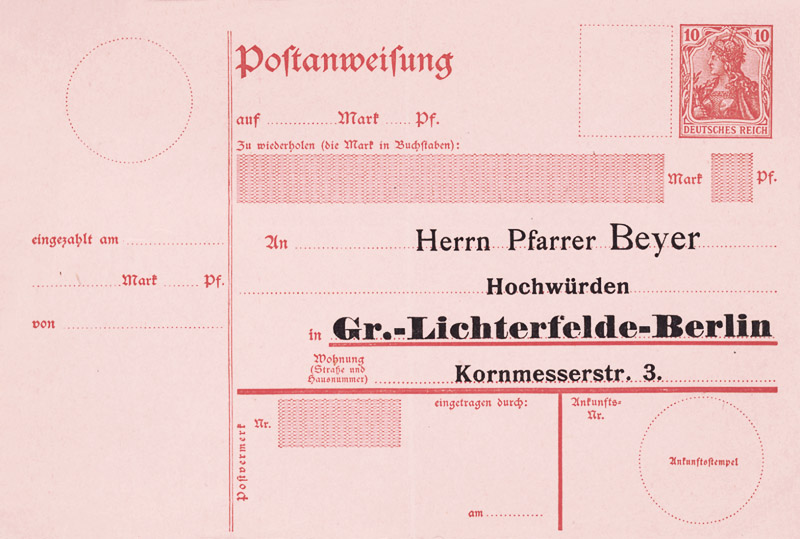 Postanweisung
10 10
DEUTSCHES REICH
auf Mark Pf.
Zu wiederholen (die Mark in Buchstaben):
Mark Pf.
eingezahlt am
Mark Pf.
von
An Herrn Pfarrer Beyer
Hochwürden
in Gr.-Lichterfelde-Berlin
Wohnung
(Straße und
Hausnummer)
Kornmesserstr. 3.
Postvermerk
Nr.
eingetragen durch:
am
Ankunfts-
Nr.
Ankunftsstempel